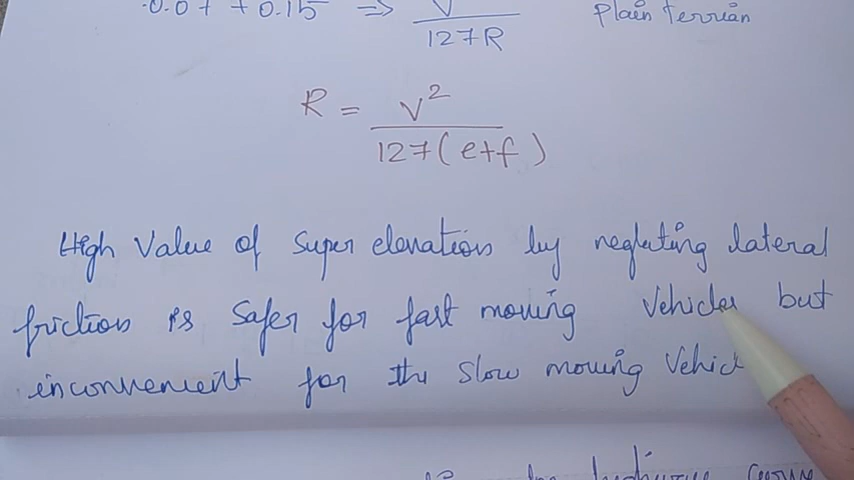 0.07 + 0.15 ⇒ V / 127R Plain terrian
R = V² / 127(e+f)
High Value of Super elevation by neglecting lateral
friction is Safer for fast moving Vehicles but
inconvenient for the slow moving Vehic